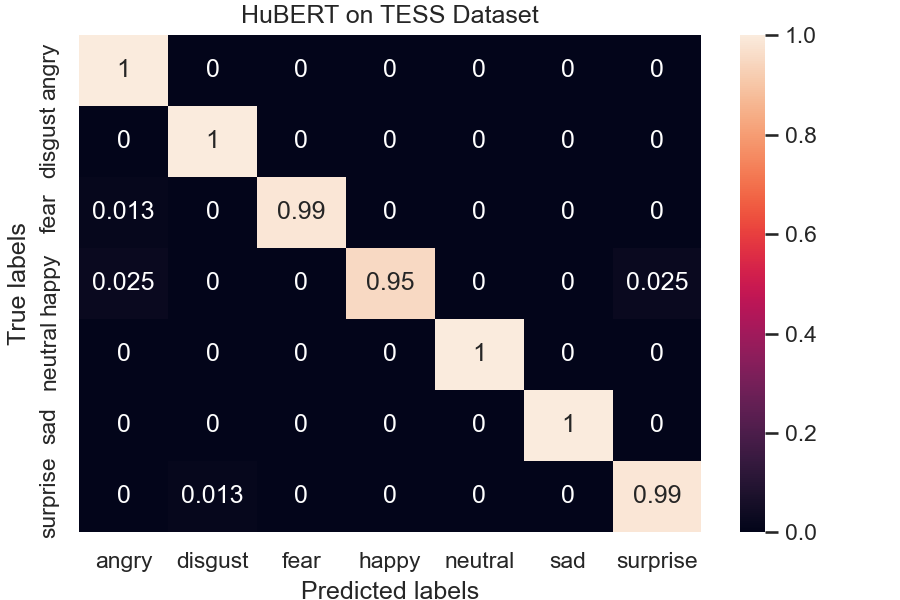 HuBERT on TESS Dataset
angry 1 0 0 0 0 0 0
disgust 0 1 0 0 0 0 0
fear 0.013 0 0.99 0 0 0 0
happy 0.025 0 0 0.95 0 0 0.025
neutral 0 0 0 0 1 0 0
sad 0 0 0 0 0 1 0
surprise 0 0.013 0 0 0 0 0.99
angry disgust fear happy neutral sad surprise
Predicted labels
True labels
1.0
0.8
0.6
0.4
0.2
0.0